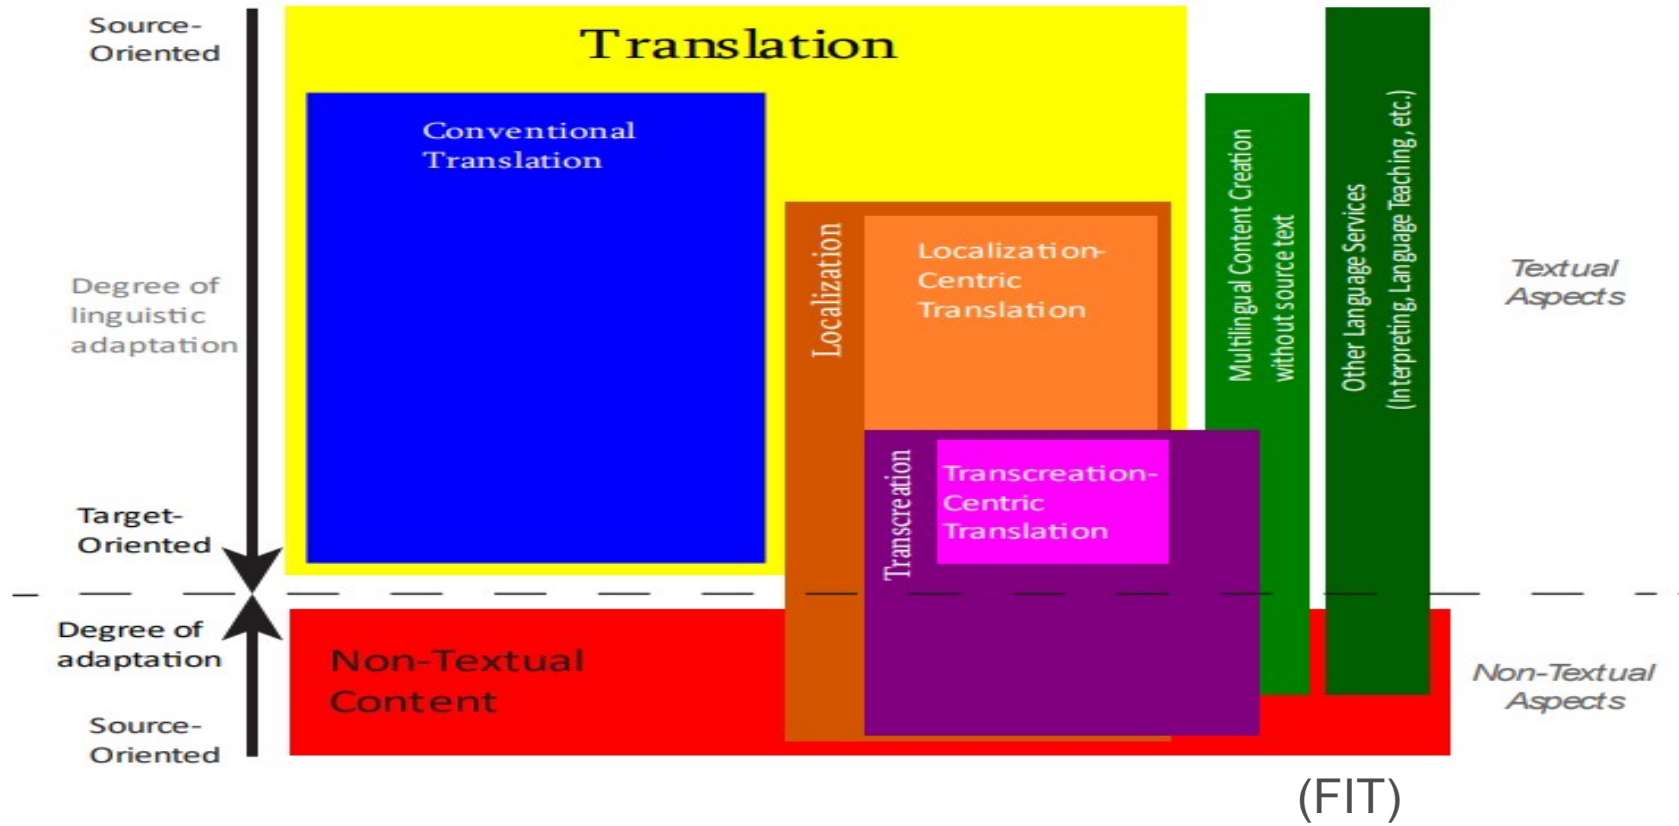 Source-
Oriented
Translation
Conventional
Translation
Localization
Localization-
Centric
Translation
Multilingual Content Creation
without source text
Other Language Services
(Interpreting, Language Teaching, etc.)
Degree of
linguistic
adaptation
Textual
Aspects
Transcreation
Transcreation-
Centric
Translation
Target-
Oriented
Degree of
adaptation
Non-Textual
Content
Non-Textual
Aspects
Source-
Oriented
(FIT)